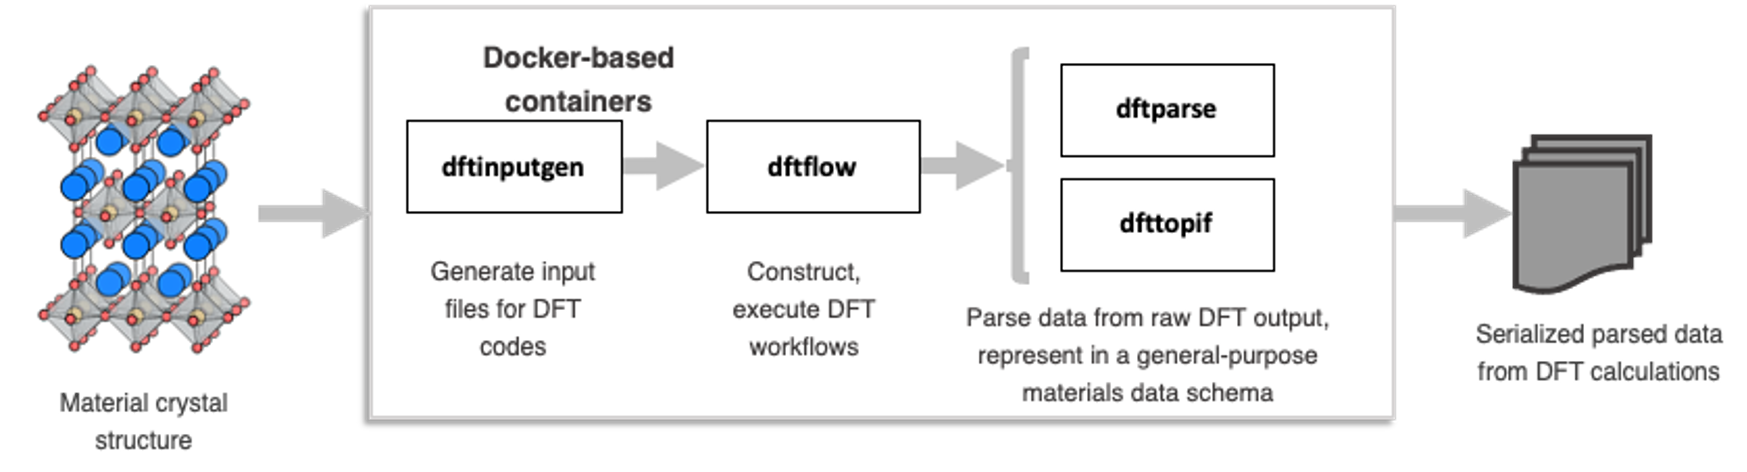 Docker-based
containers
dftinputgen
dftflow
dftparse
dfttopif
Generate input
files for DFT
codes
Construct,
execute DFT
workflows
Parse data from raw DFT output,
represent in a general-purpose
materials data schema
Material crystal
structure
Serialized parsed data
from DFT calculations